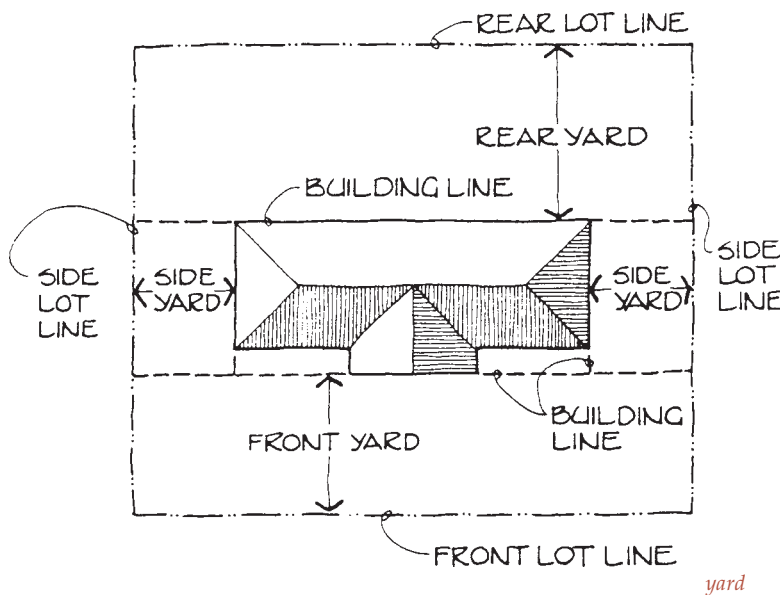 REAR LOT LINE
REAR YARD
BUILDING LINE
SIDE
LOT
LINE
SIDE
YARD
SIDE
YARD
SIDE
LOT
LINE
BUILDING
LINE
FRONT YARD
FRONT LOT LINE
yard